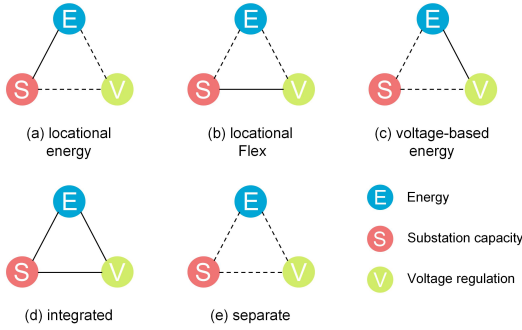 E
S
V
(a) locational
energy
E
S
V
(b) locational
Flex
E
S
V
(c) voltage-based
energy
E
S
V
(d) integrated
E
S
V
(e) separate
E Energy
S Substation capacity
V Voltage regulation